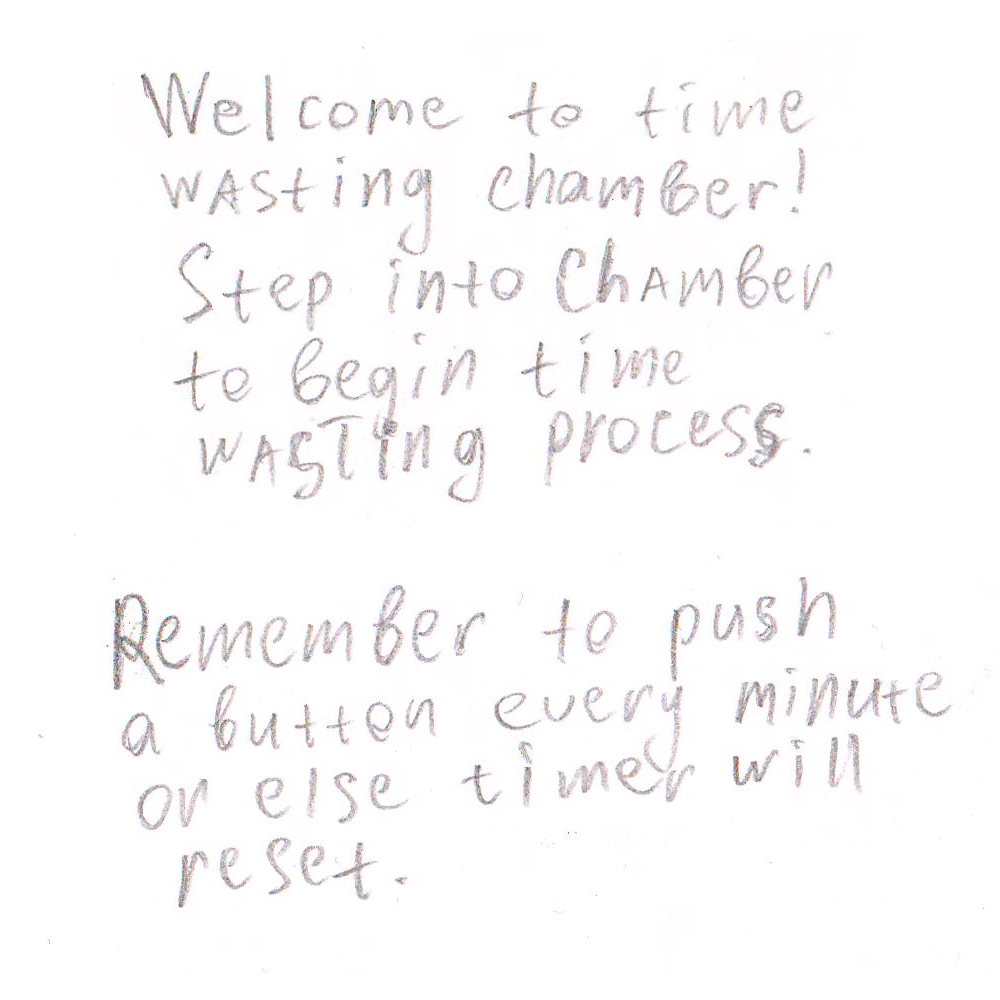 Welcome to time
wasting chamber!
Step into Chamber
to begin time
wasting process.
Remember to push
a button every minute
or else timer will
reset.